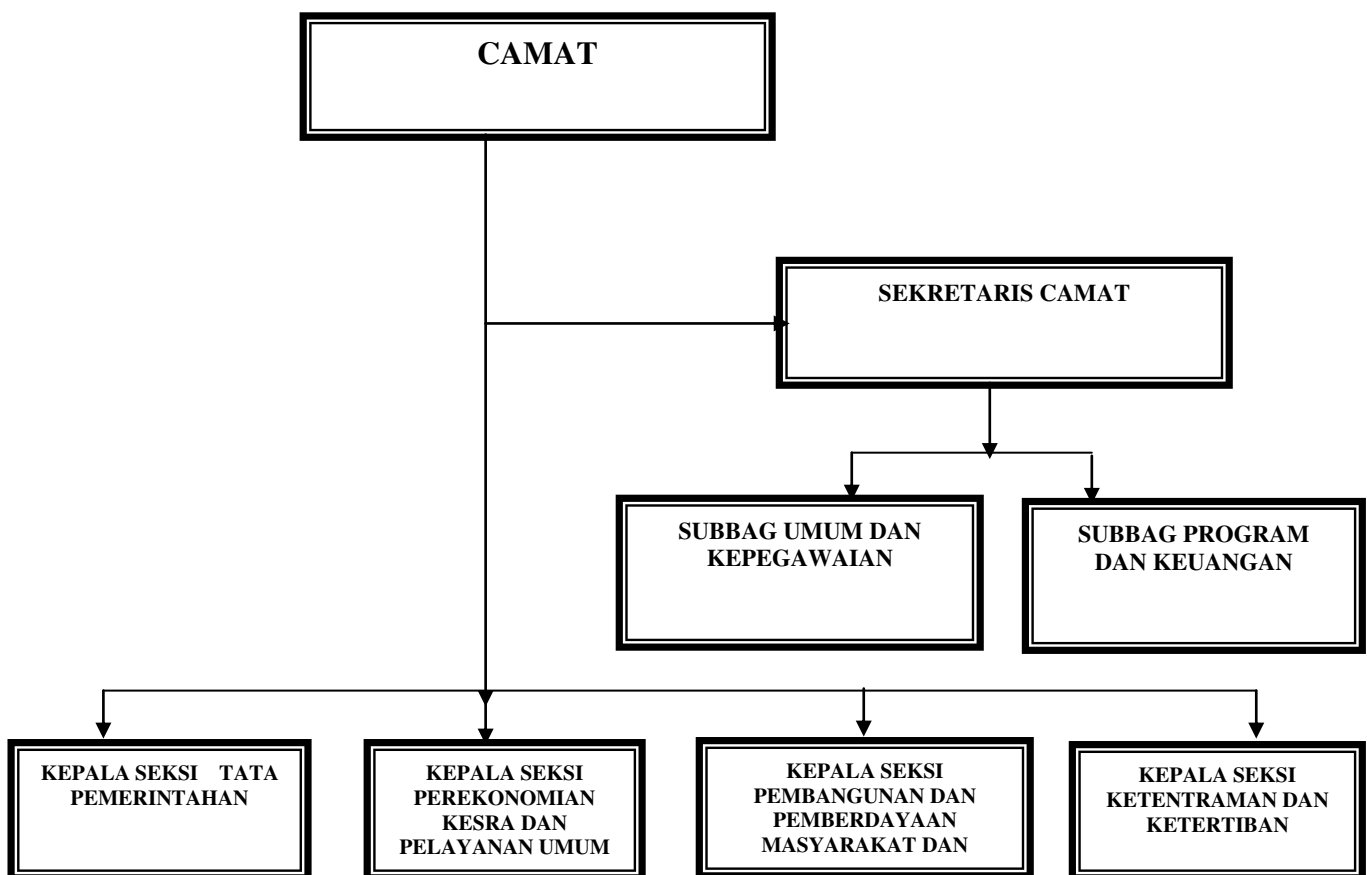 CAMAT
SEKRETARIS CAMAT
SUBBAG UMUM DAN
KEPEGAWAIAN
SUBBAG PROGRAM
DAN KEUANGAN
KEPALA SEKSI TATA
PEMERINTAHAN
KEPALA SEKSI
PEREKONOMIAN
KESRA DAN
PELAYANAN UMUM
KEPALA SEKSI
PEMBANGUNAN DAN
PEMBERDAYAAN
MASYARAKAT DAN
KEPALA SEKSI
KETENTRAMAN DAN
KETERTIBAN